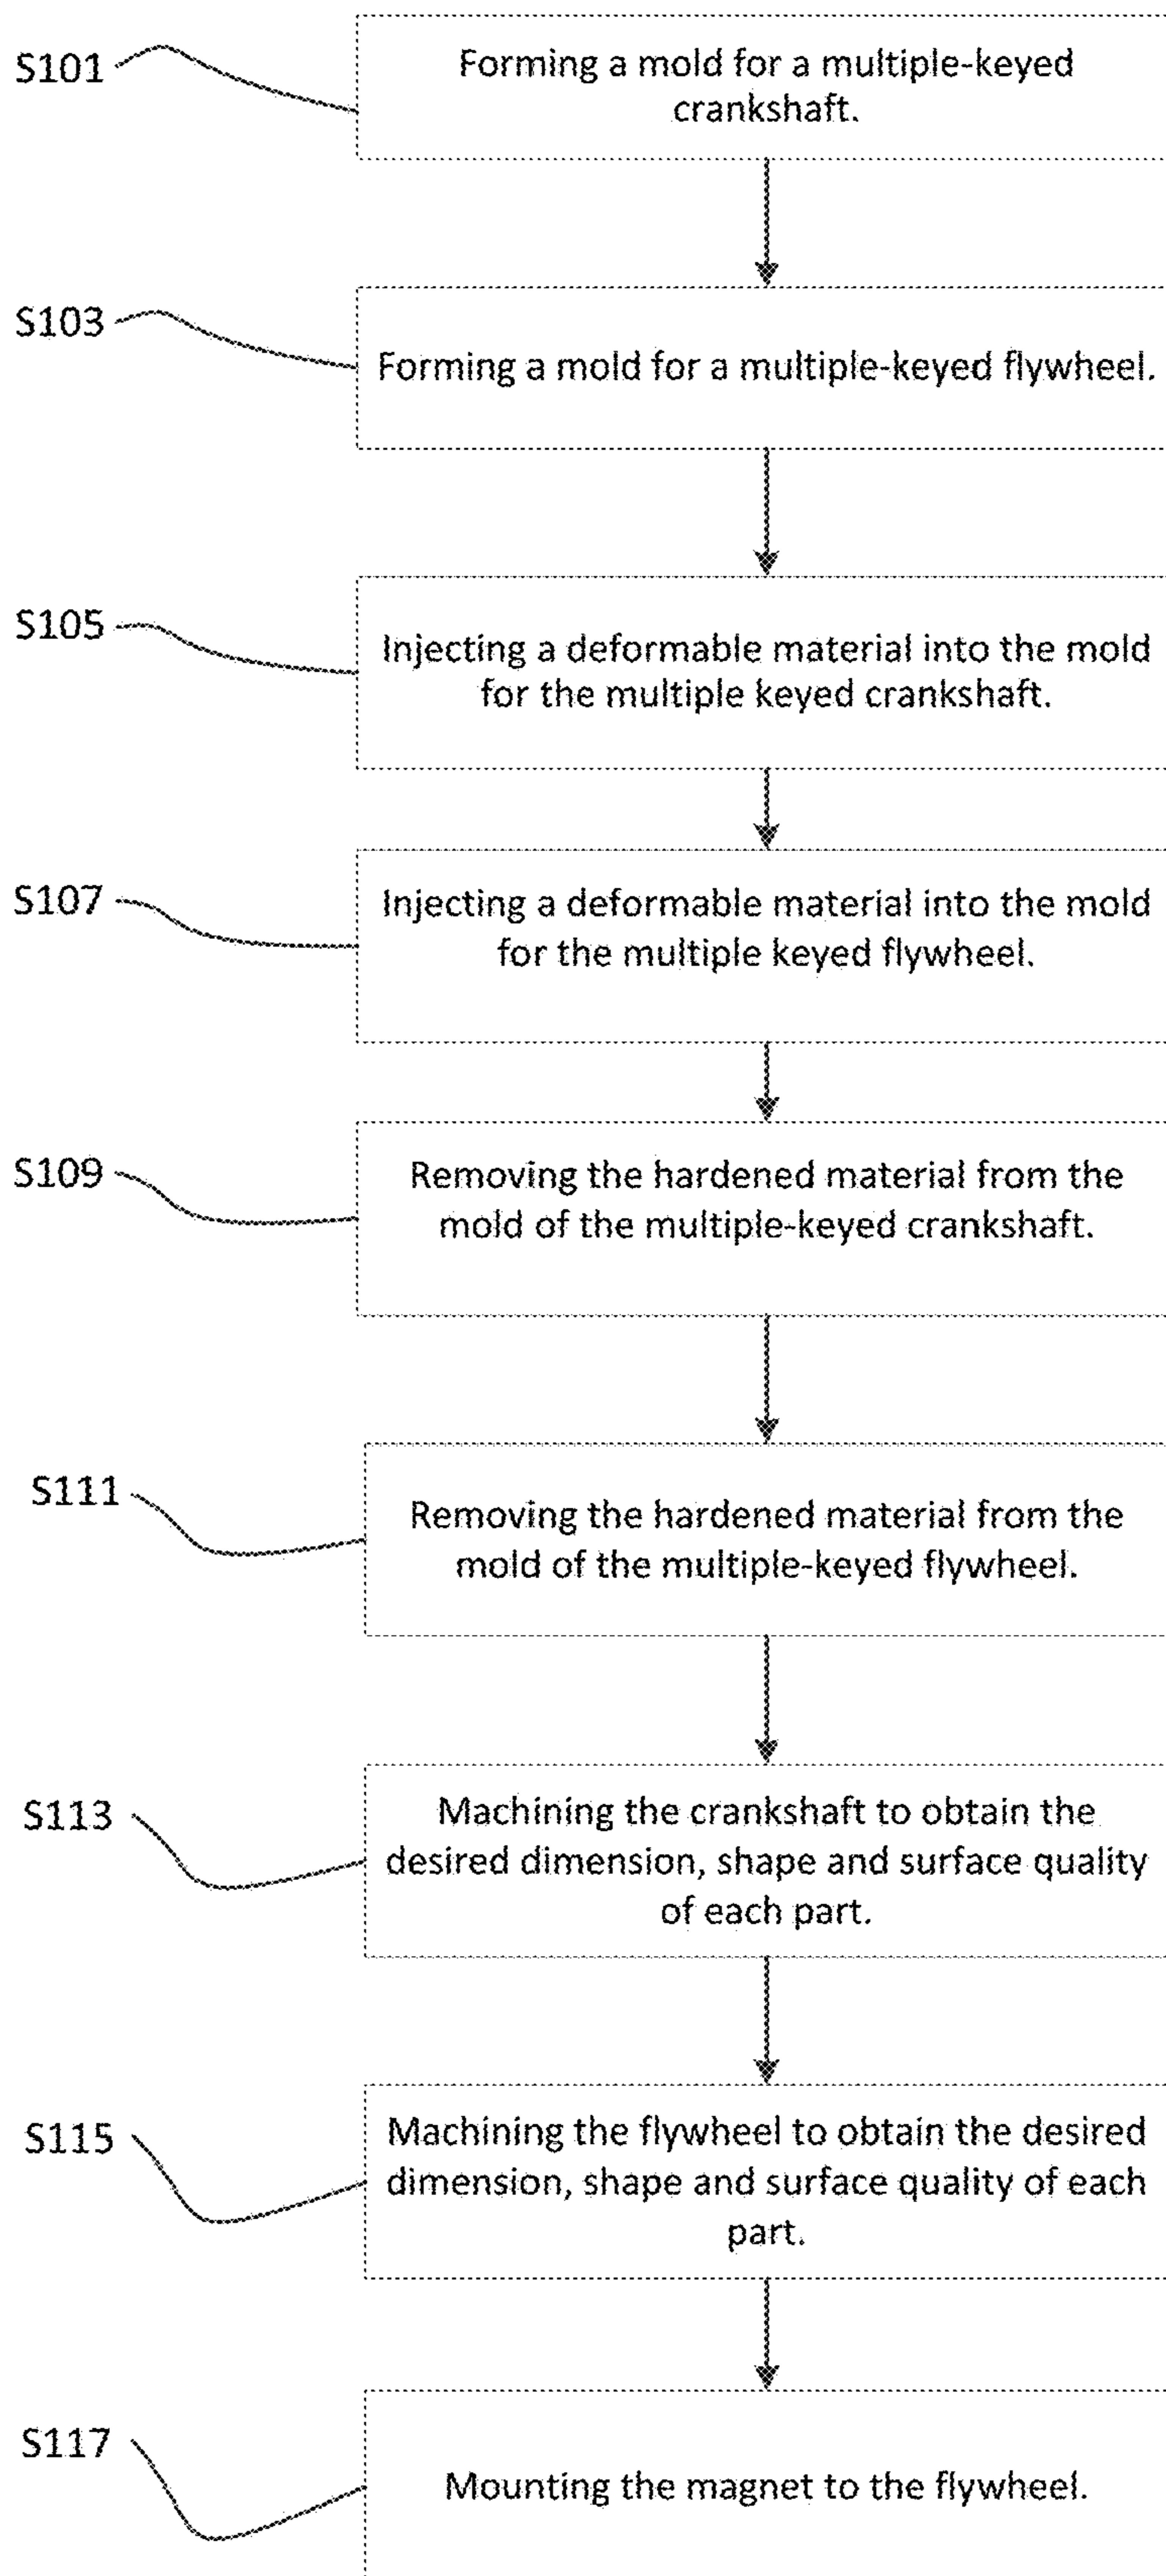 S101
Forming a mold for a multiple-keyed
crankshaft.
S103
Forming a mold for a multiple-keyed flywheel.
S105
Injecting a deformable material into the mold
for the multiple keyed crankshaft.
S107
Injecting a deformable material into the mold
for the multiple keyed flywheel.
S109
Removing the hardened material from the
mold of the multiple-keyed crankshaft.
S111
Removing the hardened material from the
mold of the multiple-keyed flywheel.
S113
Machining the crankshaft to obtain the
desired dimension, shape and surface quality
of each part.
S115
Machining the flywheel to obtain the desired
dimension, shape and surface quality of each
part.
S117
Mounting the magnet to the flywheel.